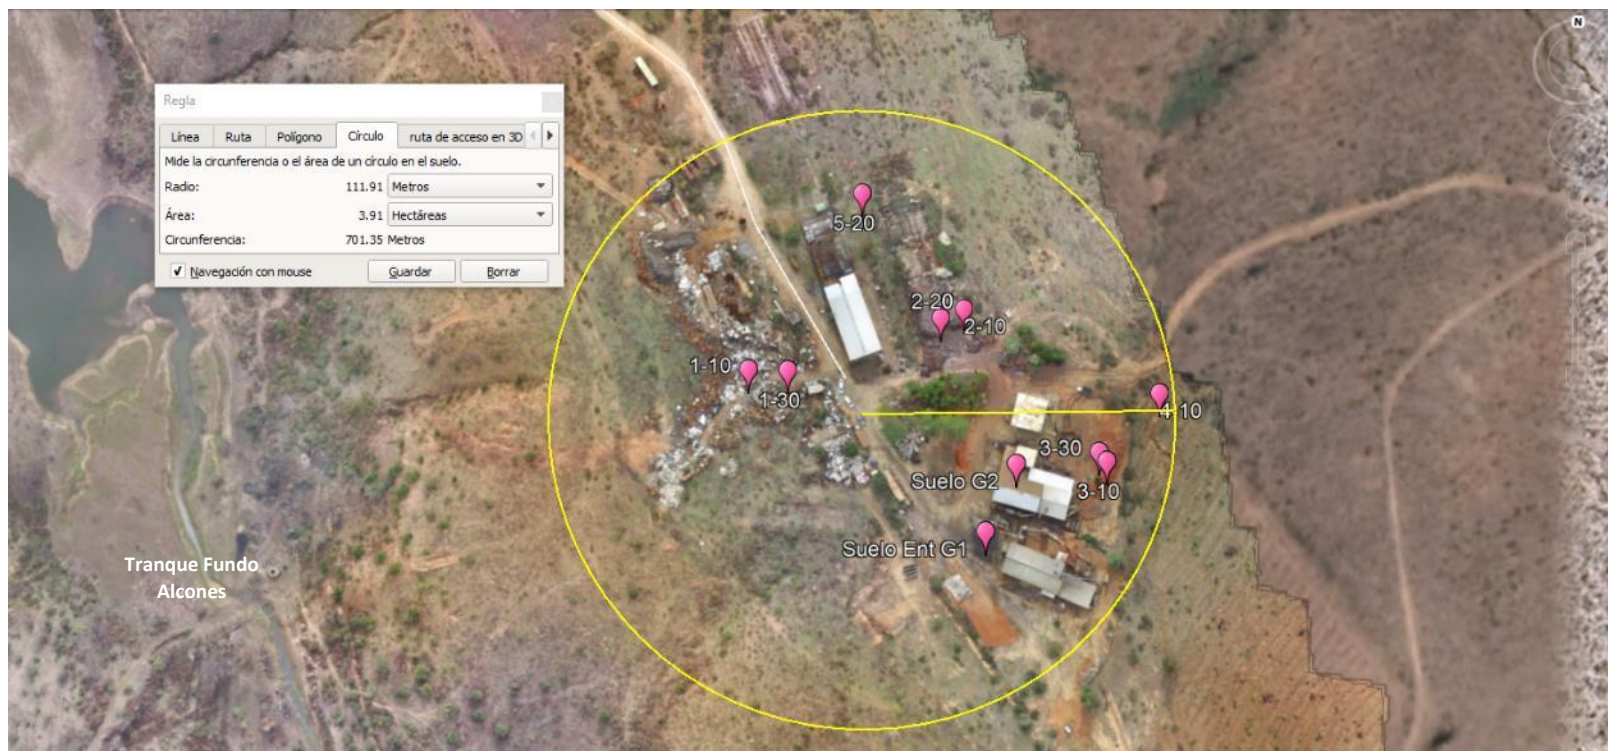 N
Regla
Línea Ruta Polígono Círculo ruta de acceso en 3D
Mide la circunferencia o el área de un círculo en el suelo.
Radio: 111.91 Metros
Área: 3.91 Hectáreas
Circunferencia: 701.35 Metros
Navegación con mouse Guardar Borrar
5-20
2-20
2-10
1-10
1-30
4-10
3-30
Suelo G2
3-10
Suelo Ent G1
Tranque Fundo
Alcones